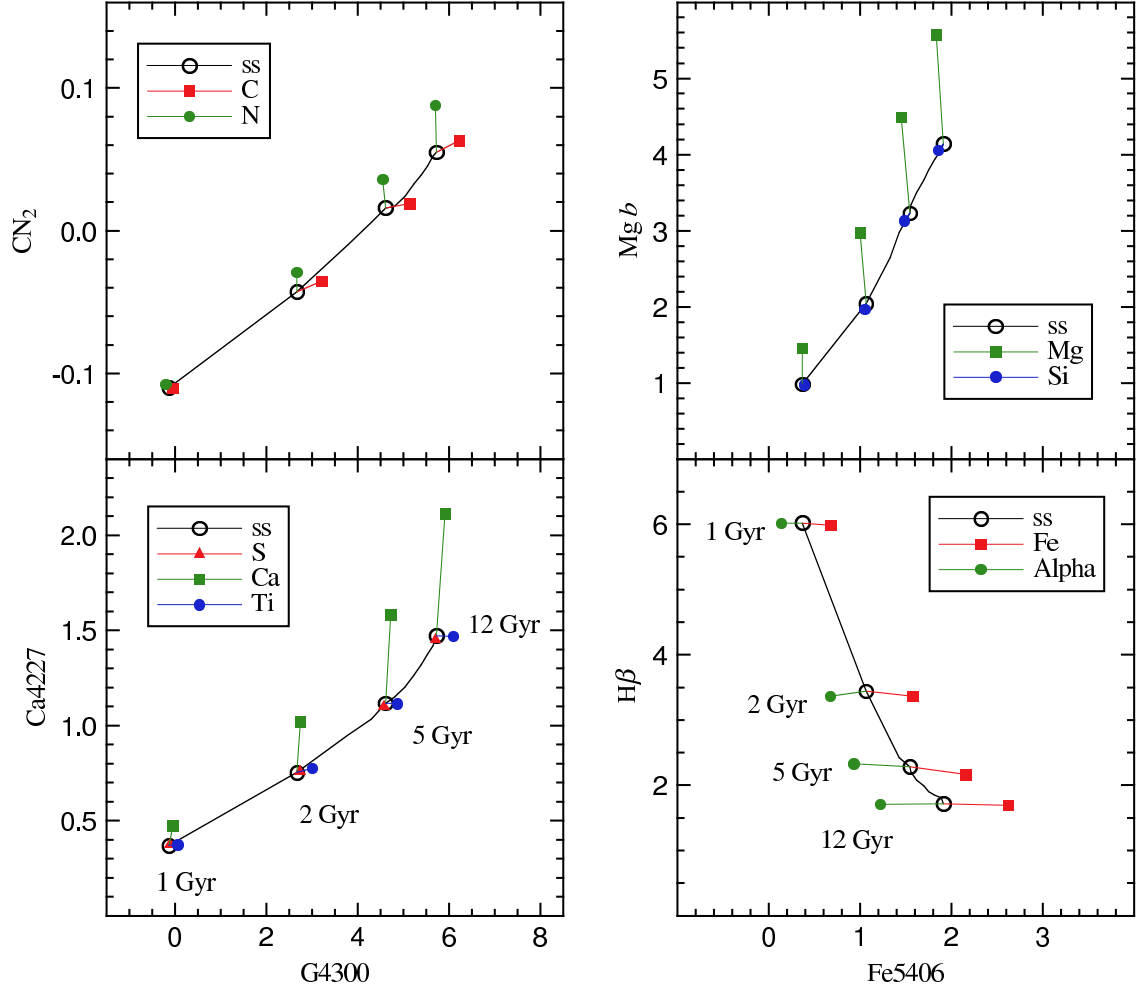 0.1
0.0
-0.1
CN2
ss
C
N
5
4
3
2
1
Mg b
ss
Mg
Si
2.0
1.5
1.0
0.5
Ca4227
ss
S
Ca
Ti
12 Gyr
5 Gyr
2 Gyr
1 Gyr
0 2 4 6 8
G4300
6
4
2
Hβ
ss
Fe
Alpha
1 Gyr
2 Gyr
5 Gyr
12 Gyr
0 1 2 3
Fe5406